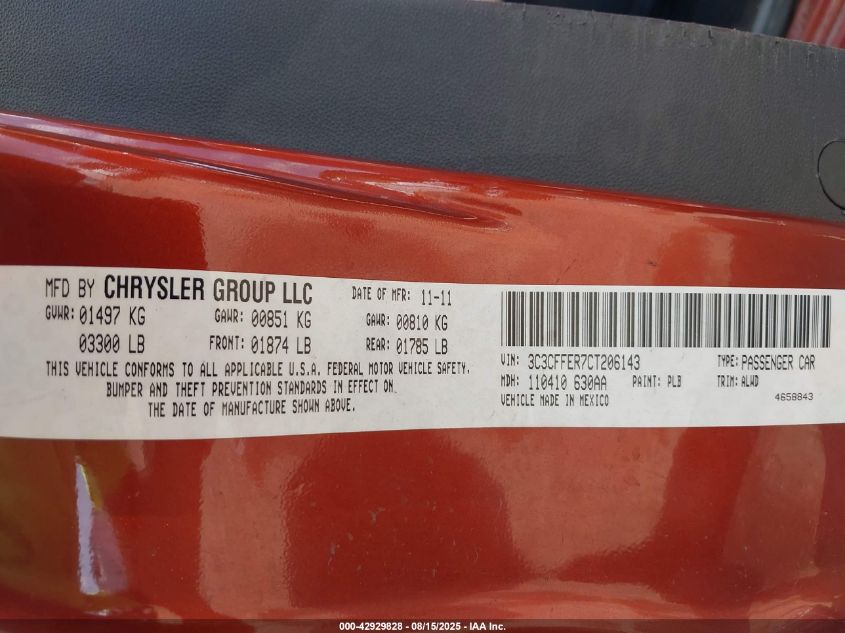 MFD BY CHRYSLER GROUP LLC DATE OF MFR: 11-11
GVWR: 01497 KG GAWR: 00851 KG GAWR: 00810 KG
03300 LB FRONT: 01874 LB REAR: 01785 LB
THIS VEHICLE CONFORMS TO ALL APPLICABLE U.S.A. FEDERAL MOTOR VEHICLE SAFETY,
BUMPER AND THEFT PREVENTION STANDARDS IN EFFECT ON
THE DATE OF MANUFACTURE SHOWN ABOVE.
VIN: 3C3CFFER7CT206143 TYPE: PASSENGER CAR
MDH: 110410 630AA PAINT: PLB TRIM: ALWD
VEHICLE MADE IN MEXICO 4658843
000-42929828 - 08/15/2025 - IAA Inc.